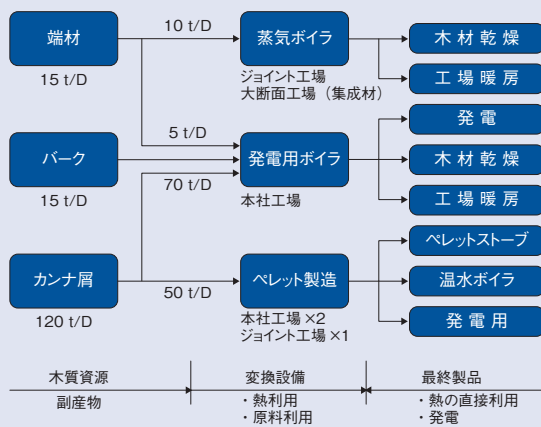 端材
15 t/D
10 t/D
蒸気ボイラ
ジョイント工場
大断面工場（集成材）
木材乾燥
工場暖房
バーク
15 t/D
5 t/D
70 t/D
発電用ボイラ
本社工場
発電
木材乾燥
工場暖房
カンナ屑
120 t/D
50 t/D
ペレット製造
本社工場×2
ジョイント工場×1
ペレットストーブ
温水ボイラ
発電用
木質資源
副産物
変換設備
・熱利用
・原料利用
最終製品
・熱の直接利用
・発電